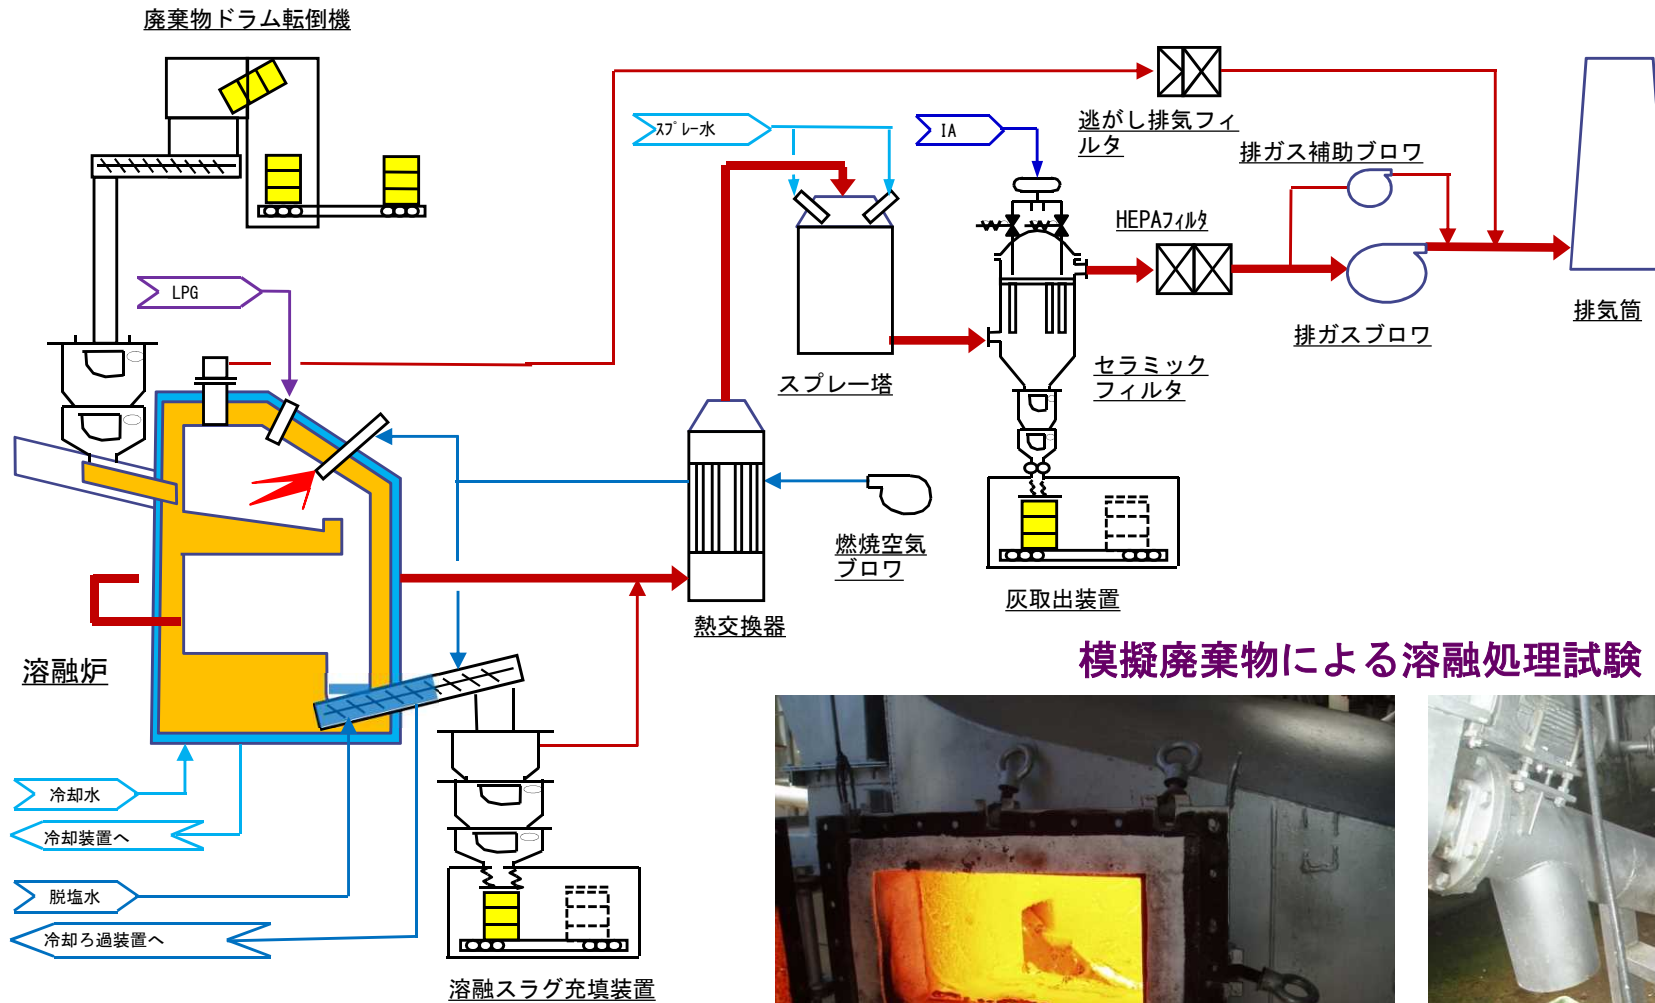 廃棄物ドラム転倒機
スプレー水
IA
逃がし排気フィ
ルタ
排ガス補助ブロワ
HEPAフィルタ
LPG
排気筒
排ガスブロワ
セラミック
フィルタ
スプレー塔
燃焼空気
ブロワ
灰取出装置
熱交換器
溶融炉
模擬廃棄物による溶融処理試験
冷却水
冷却装置へ
脱塩水
冷却ろ過装置へ
溶融スラグ充填装置